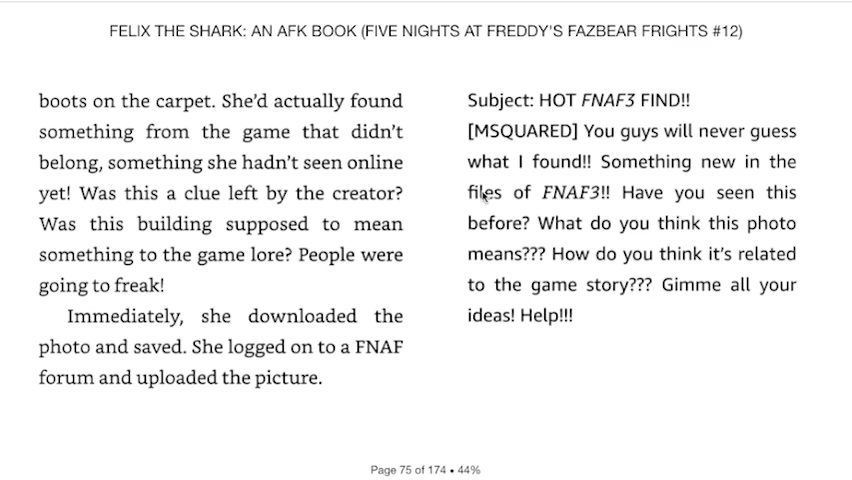 FELIX THE SHARK: AN AFK BOOK (FIVE NIGHTS AT FREDDY'S FAZBEAR FRIGHTS #12)
boots on the carpet. She'd actually found
something from the game that didn't
belong, something she hadn't seen online
yet! Was this a clue left by the creator?
Was this building supposed to mean
something to the game lore? People were
going to freak!
Immediately, she downloaded the
photo and saved. She logged on to a FNAF
forum and uploaded the picture.
Subject: HOT FNAF3 FIND!!
[MSQUARED] You guys will never guess
what I found!! Something new in the
files of FNAF3!! Have you seen this
before? What do you think this photo
means??? How do you think it's related
to the game story??? Gimme all your
ideas! Help!!!
Page 75 of 174 • 44%